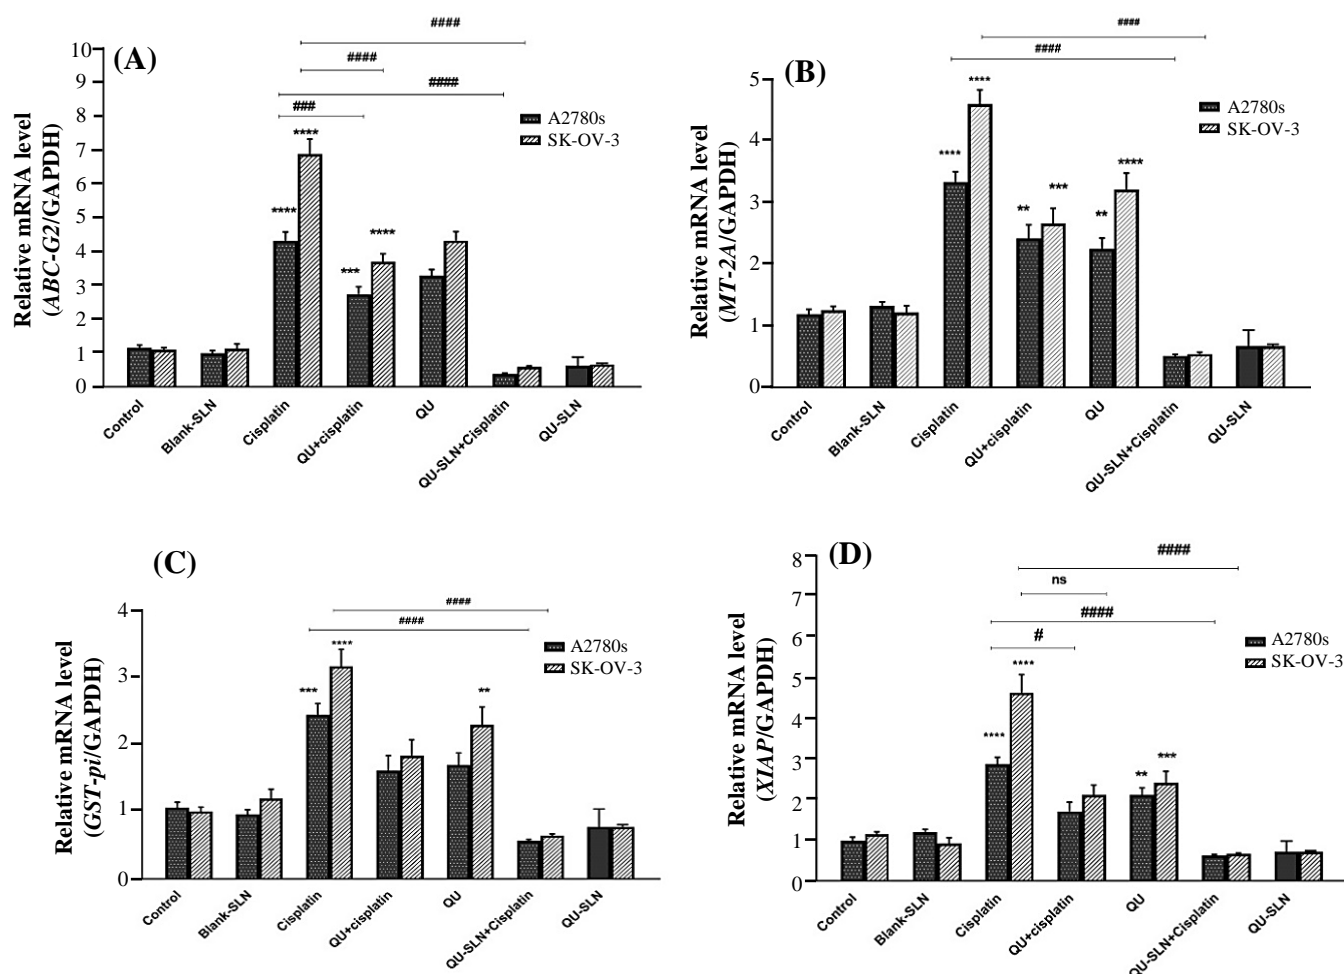 (A)
####
####
####
###
Relative mRNA level
(ABC-G2/GAPDH)
10
9
8
7
6
5
4
3
2
1
0
A2780s
SK-OV-3
****
****
***
****
Control
Blank-SLN
Cisplatin
QU+cisplatin
QU
QU-SLN+Cisplatin
QU-SLN
(B)
####
####
Relative mRNA level
(MT-2A/GAPDH)
5
4
3
2
1
0
A2780s
SK-OV-3
****
****
**
***
**
****
Control
Blank-SLN
Cisplatin
QU+cisplatin
QU
QU-SLN+Cisplatin
QU-SLN
(C)
####
####
Relative mRNA level
(GST-pi/GAPDH)
4
3
2
1
0
A2780s
SK-OV-3
***
****
**
Control
Blank-SLN
Cisplatin
QU+cisplatin
QU
QU-SLN+Cisplatin
QU-SLN
(D)
####
ns
####
#
Relative mRNA level
(XIAP/GAPDH)
8
7
6
5
4
3
2
1
0
A2780s
SK-OV-3
****
****
**
***
Control
Blank-SLN
Cisplatin
QU+cisplatin
QU
QU-SLN+Cisplatin
QU-SLN